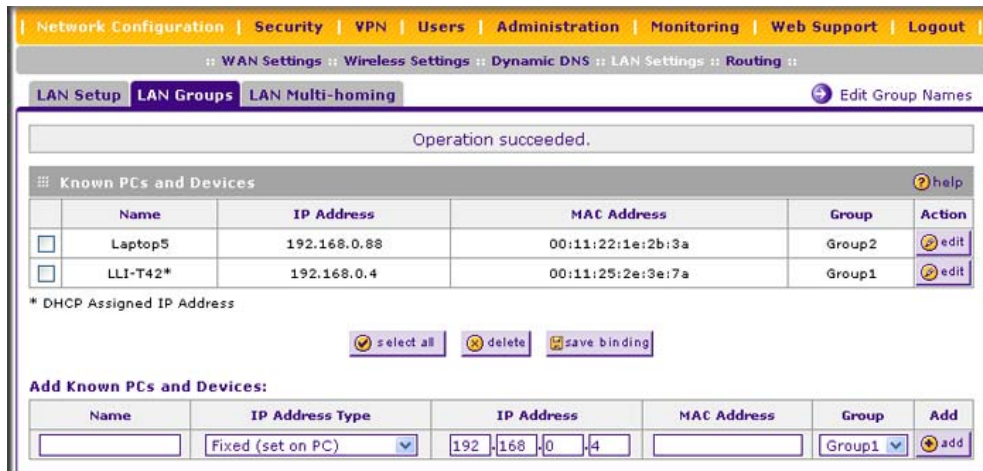 | Network Configuration | Security | VPN | Users | Administration | Monitoring | Web Support | Logout |
:: WAN Settings :: Wireless Settings :: Dynamic DNS :: LAN Settings :: Routing ::
LAN Setup LAN Groups LAN Multi-homing Edit Group Names
Operation succeeded.
Known PCs and Devices ? help
Name IP Address MAC Address Group Action
Laptop5 192.168.0.88 00:11:22:1e:2b:3a Group2 edit
LLI-T42* 192.168.0.4 00:11:25:2e:3e:7a Group1 edit
* DHCP Assigned IP Address
select all delete save binding
Add Known PCs and Devices:
Name IP Address Type IP Address MAC Address Group Add
Fixed (set on PC) 192 .168 .0 .4 Group1 add